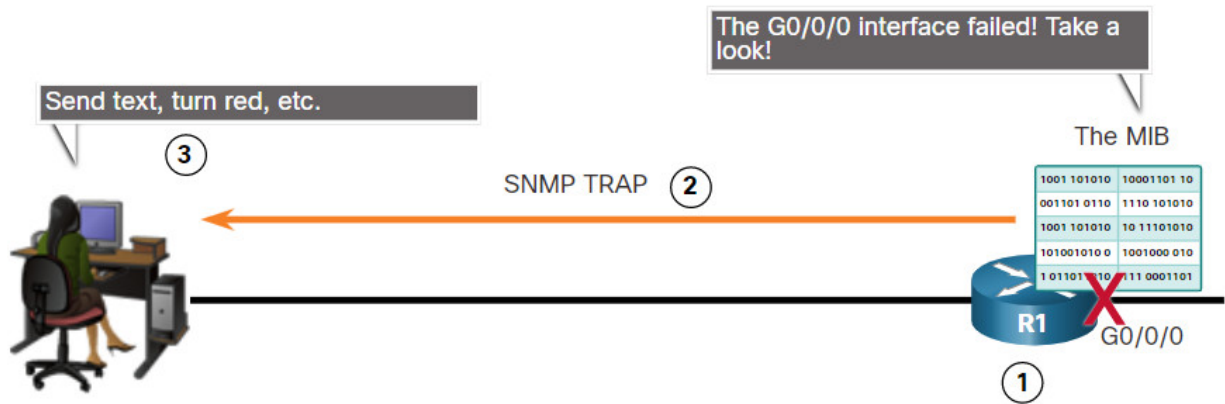 The G0/0/0 interface failed! Take a
look!
Send text, turn red, etc.
3
The MIB
SNMP TRAP 2
1001 101010 10001101 10
001101 0110 1110 101010
1001 101010 10 11101010
101001010 0 1001000 010
R1
G0/0/0
1